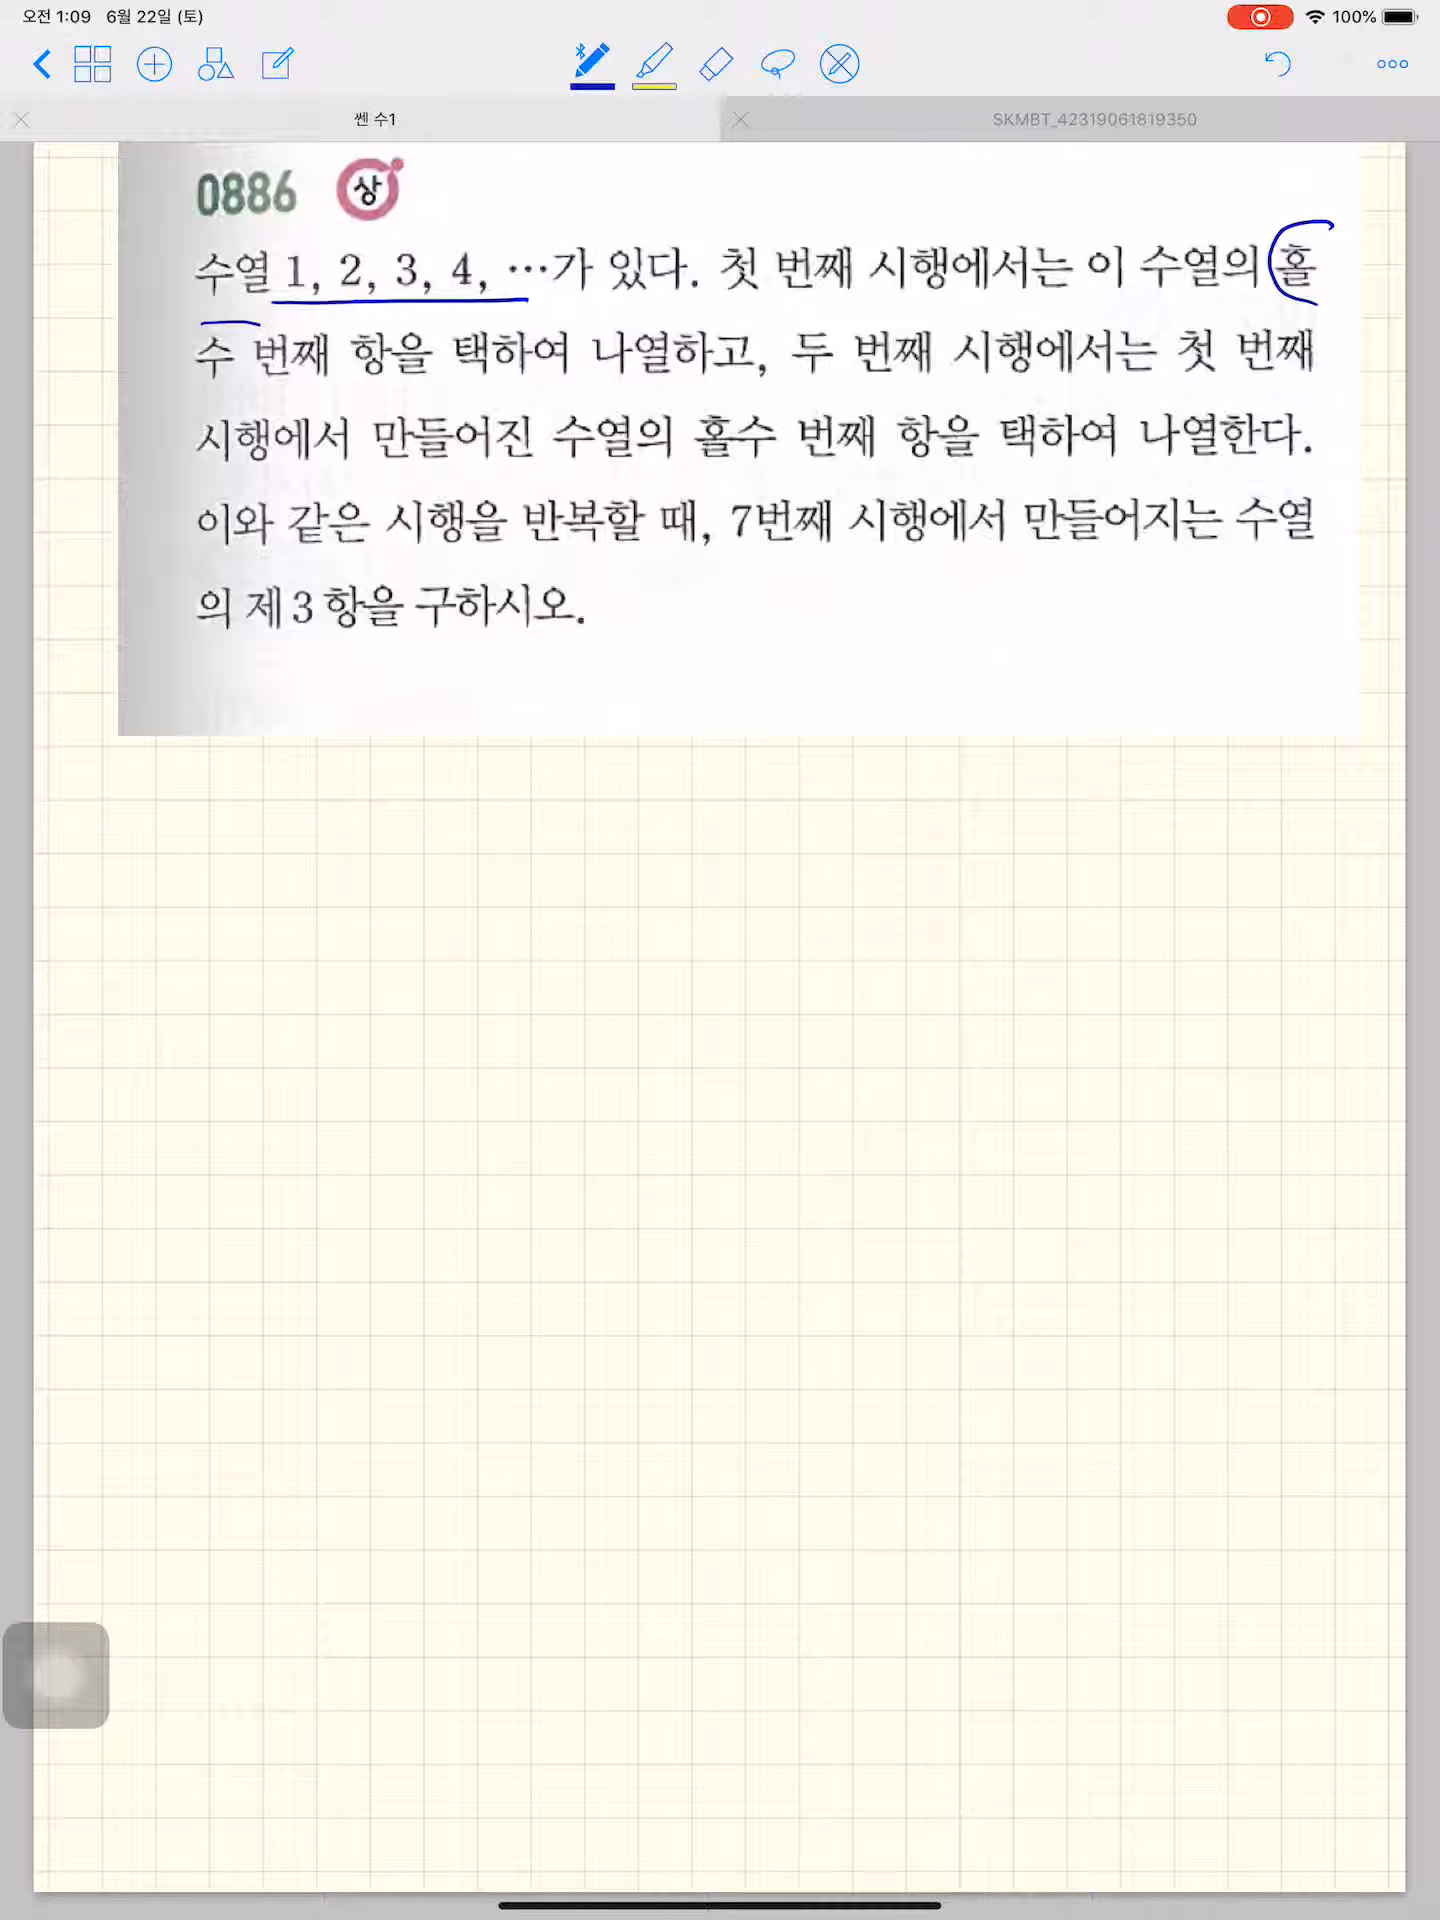 오전 1:09 6월 22일 (토) 100%
쎈 수1 SKMBT_42319061819350
0886 상
수열 1, 2, 3, 4, …가 있다. 첫 번째 시행에서는 이 수열의 홀
수 번째 항을 택하여 나열하고, 두 번째 시행에서는 첫 번째
시행에서 만들어진 수열의 홀수 번째 항을 택하여 나열한다.
이와 같은 시행을 반복할 때, 7번째 시행에서 만들어지는 수열
의 제 3 항을 구하시오.